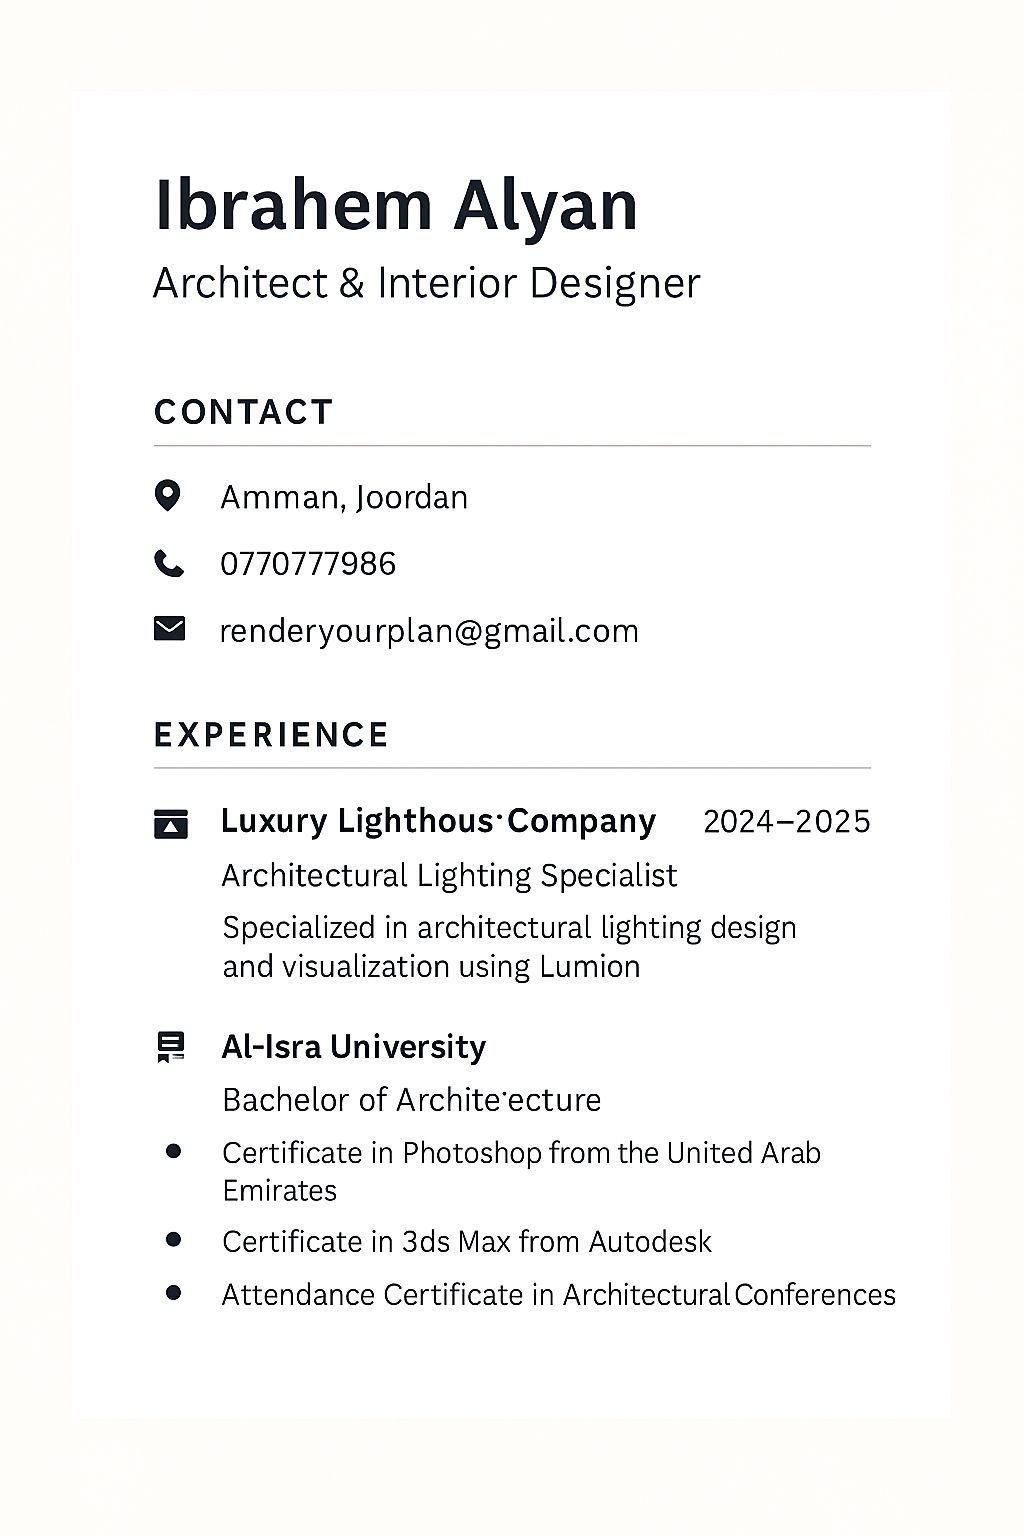 Ibrahem Alyan
Architect & Interior Designer
CONTACT
Amman, Joordan
0770777986
renderyourplan@gmail.com
EXPERIENCE
Luxury Lighthous·Company 2024–2025
Architectural Lighting Specialist
Specialized in architectural lighting design
and visualization using Lumion
Al-Isra University
Bachelor of Archite·ecture
• Certificate in Photoshop from the United Arab
Emirates
• Certificate in 3ds Max from Autodesk
• Attendance Certificate in Architectural Conferences